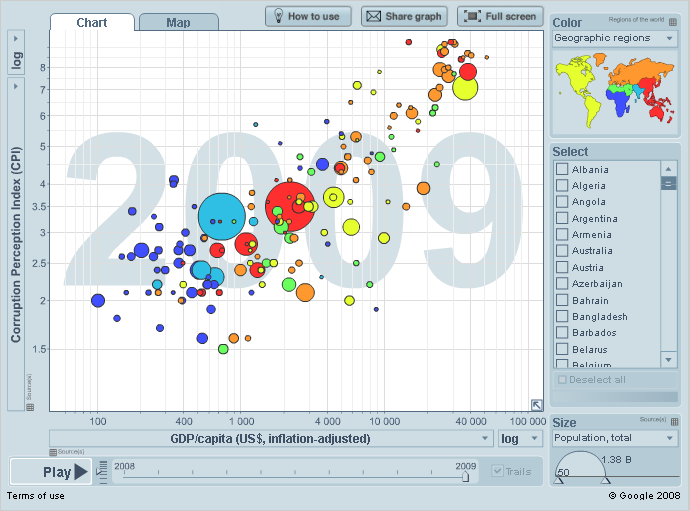 Chart
Map
How to use
Share graph
Full screen
Color
Regions of the world
Geographic regions
log
Corruption Perception Index (CPI)
Source(s)
2009
8
7
6
5
4
3.5
3
2.5
2
1.5
100
400
1 000
4 000
10 000
40 000
100 000
GDP/capita (US$, inflation-adjusted)
log
Source(s)
Select
Albania
Algeria
Angola
Argentina
Armenia
Australia
Austria
Azerbaijan
Bahrain
Bangladesh
Barbados
Belarus
Belgium
Deselect all
Size
Source(s)
Population, total
1.38 B
50
Play
2008
2009
Trails
Terms of use
© Google 2008